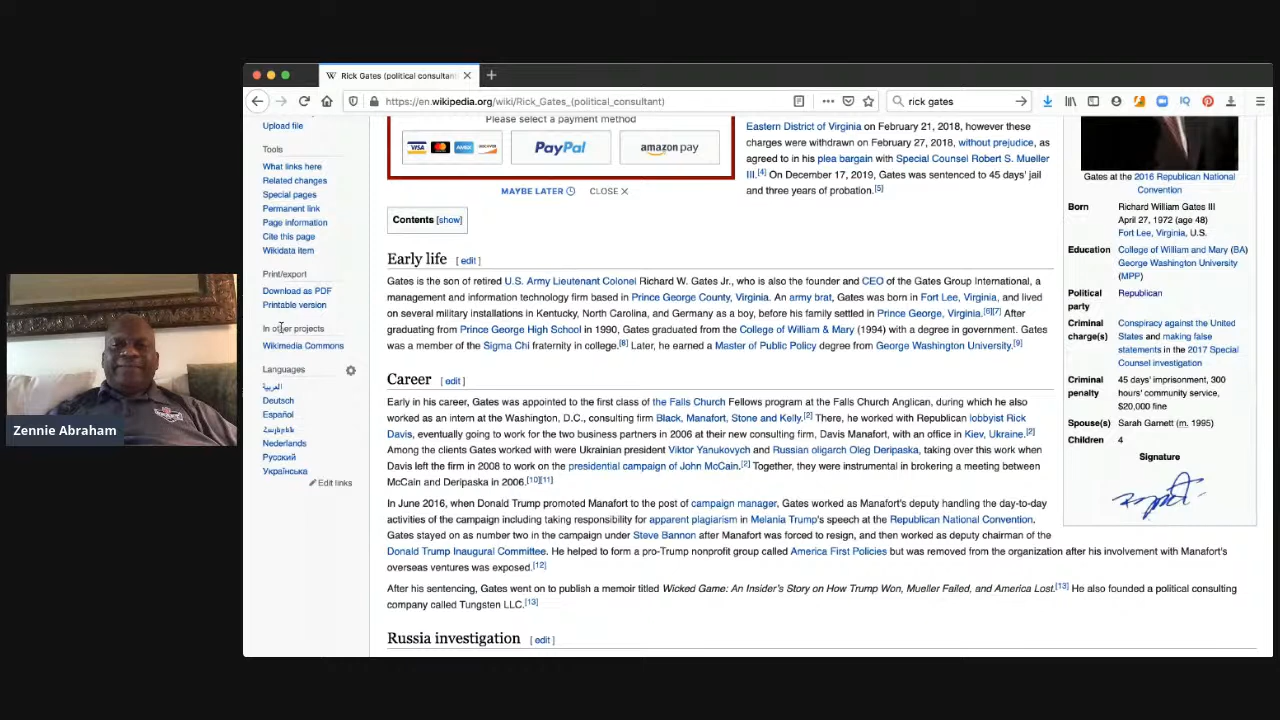 Rick Gates (political consultant
https://en.wikipedia.org/wiki/Rick_Gates_(political_consultant)
rick gates
Upload file
Tools
What links here
Related changes
Special pages
Permanent link
Page information
Cite this page
Wikidata item
Print/export
Download as PDF
Printable version
In other projects
Wikimedia Commons
Languages
العربية
Deutsch
Español
Nederlands
Русский
Українська
Edit links
Please select a payment method
VISA
AMEX
DISCOVER
PayPal
amazon pay
MAYBE LATER
CLOSE X
Eastern District of Virginia on February 21, 2018, however these
charges were withdrawn on February 27, 2018, without prejudice, as
agreed to in his plea bargain with Special Counsel Robert S. Mueller
III.[4] On December 17, 2019, Gates was sentenced to 45 days' jail
and three years of probation.[5]
Contents [show]
Early life [ edit ]
Gates is the son of retired U.S. Army Lieutenant Colonel Richard W. Gates Jr., who is also the founder and CEO of the Gates Group International, a
management and information technology firm based in Prince George County, Virginia. An army brat, Gates was born in Fort Lee, Virginia, and lived
on several military installations in Kentucky, North Carolina, and Germany as a boy, before his family settled in Prince George, Virginia.[6][7] After
graduating from Prince George High School in 1990, Gates graduated from the College of William & Mary (1994) with a degree in government. Gates
was a member of the Sigma Chi fraternity in college.[8] Later, he earned a Master of Public Policy degree from George Washington University.[9]
Career [ edit ]
Early in his career, Gates was appointed to the first class of the Falls Church Fellows program at the Falls Church Anglican, during which he also
worked as an intern at the Washington, D.C., consulting firm Black, Manafort, Stone and Kelly.[2] There, he worked with Republican lobbyist Rick
Davis, eventually going to work for the two business partners in 2006 at their new consulting firm, Davis Manafort, with an office in Kiev, Ukraine.[2]
Among the clients Gates worked with were Ukrainian president Viktor Yanukovych and Russian oligarch Oleg Deripaska, taking over this work when
Davis left the firm in 2008 to work on the presidential campaign of John McCain.[2] Together, they were instrumental in brokering a meeting between
McCain and Deripaska in 2006.[10][11]
In June 2016, when Donald Trump promoted Manafort to the post of campaign manager, Gates worked as Manafort's deputy handling the day-to-day
activities of the campaign including taking responsibility for apparent plagiarism in Melania Trump's speech at the Republican National Convention.
Gates stayed on as number two in the campaign under Steve Bannon after Manafort was forced to resign, and then worked as deputy chairman of the
Donald Trump Inaugural Committee. He helped to form a pro-Trump nonprofit group called America First Policies but was removed from the organization after his involvement with Manafort's
overseas ventures was exposed.[12]
After his sentencing, Gates went on to publish a memoir titled Wicked Game: An Insider's Story on How Trump Won, Mueller Failed, and America Lost.[13] He also founded a political consulting
company called Tungsten LLC.[13]
Russia investigation [ edit ]
Gates at the 2016 Republican National
Convention
Born Richard William Gates III
April 27, 1972 (age 48)
Fort Lee, Virginia, U.S.
Education College of William and Mary (BA)
George Washington University
(MPP)
Political party Republican
Criminal charge(s) Conspiracy against the United
States and making false
statements in the 2017 Special
Counsel investigation
Criminal penalty 45 days' imprisonment, 300
hours' community service,
$20,000 fine
Spouse(s) Sarah Garnett (m. 1995)
Children 4
Signature
Zennie Abraham